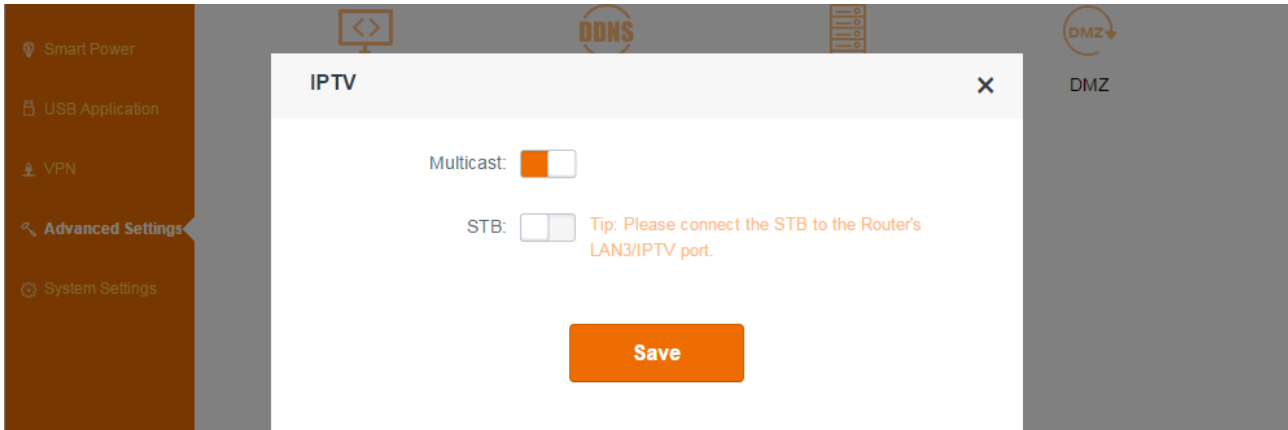 Smart Power
USB Application
VPN
Advanced Settings
System Settings
<>
DDNS
DMZ
DMZ
IPTV
×
Multicast:
STB:
Tip: Please connect the STB to the Router's
LAN3/IPTV port.
Save